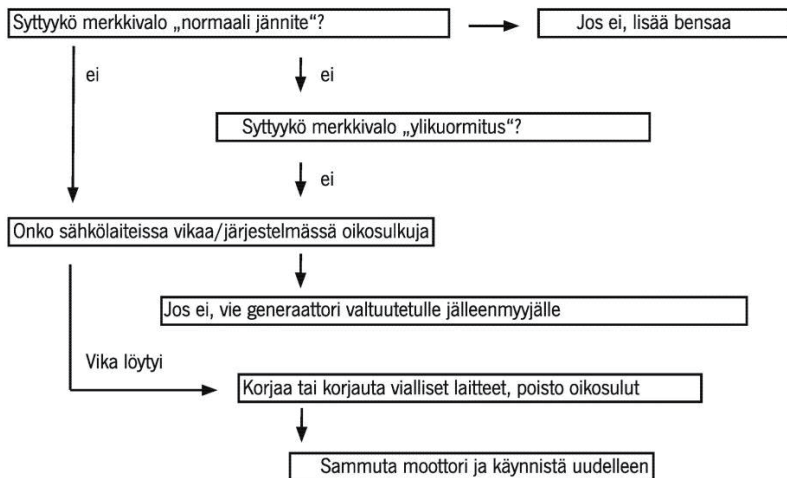 Syttyykö merkkivalo „normaali jännite“?
Jos ei, lisää bensaa
ei
ei
Syttyykö merkkivalo „ylikuormitus“?
ei
Onko sähkölaiteissa vikaa/järjestelmässä oikosulkuja
Jos ei, vie generaattori valtuutetulle jälleenmyyjälle
Vika löytyi
Korjaa tai korjauta vialliset laitteet, poisto oikosulut
Sammuta moottori ja käynnistä uudelleen